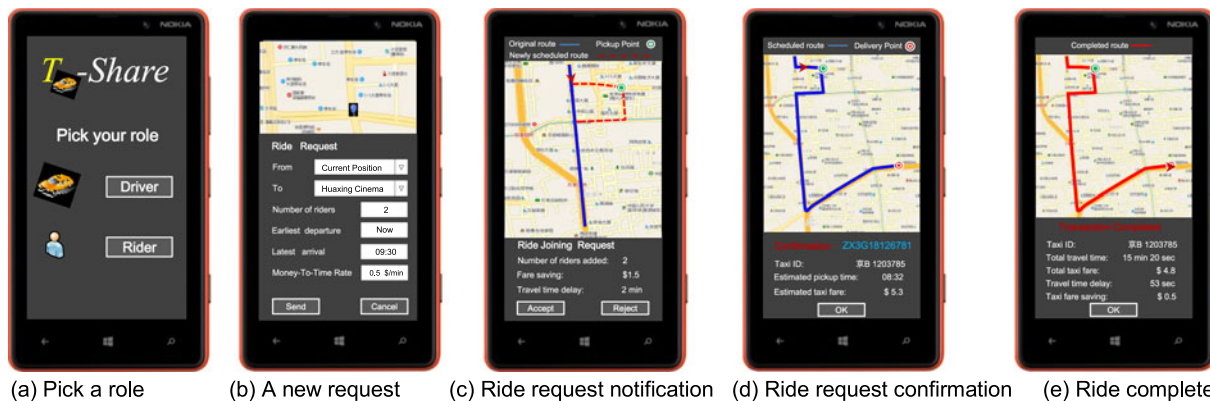 NOKIA
T -Share
Pick your role
Driver
Rider
(a) Pick a role
NOKIA
Ride Request
From Current Position
To Huaxing Cinema
Number of riders 2
Earliest departure Now
Latest arrival 09:30
Money-To-Time Rate 0.5 $/min
Send Cancel
(b) A new request
NOKIA
Original route Pickup Point
Newly scheduled route
Ride Joining Request
Number of riders added: 2
Fare saving: $1.5
Travel time delay: 2 min
Accept Reject
(c) Ride request notification
NOKIA
Scheduled route Delivery Point
Confirmation ZX3G18126781
Taxi ID: 京B 1203785
Estimated pickup time: 08:32
Estimated taxi fare: $ 5.3
OK
(d) Ride request confirmation
NOKIA
Completed route
Transaction Completed
Taxi ID: 京B 1203785
Total travel time: 15 min 20 sec
Total taxi fare: $ 4.8
Travel time delay: 53 sec
Taxi fare saving: $ 0.5
OK
(e) Ride complete